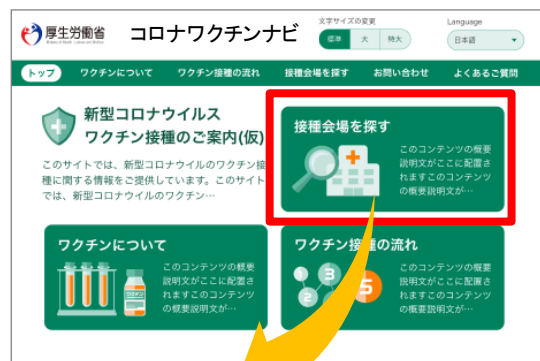 厚生労働省
コロナワクチンナビ
文字サイズの変更
標準 大 特大
Language
日本語
トップ ワクチンについて ワクチン接種の流れ 接種会場を探す お問い合わせ よくあるご質問
新型コロナウイルス
ワクチン接種のご案内(仮)
このサイトでは、新型コロナウイルのワクチン接
種に関する情報をご提供しています。このサイト
では、新型コロナウイルのワクチン…
接種会場を探す
このコンテンツの概要
説明文がここに配置さ
れますこのコンテンツ
の概要説明文が…
ワクチンについて
このコンテンツの概要
説明文がここに配置さ
れますこのコンテンツ
の概要説明文が…
ワクチン接種の流れ
このコンテンツの概要
説明文がここに配置さ
れますこのコンテンツ
の概要説明文が…
1 3
2 5
ワクチン